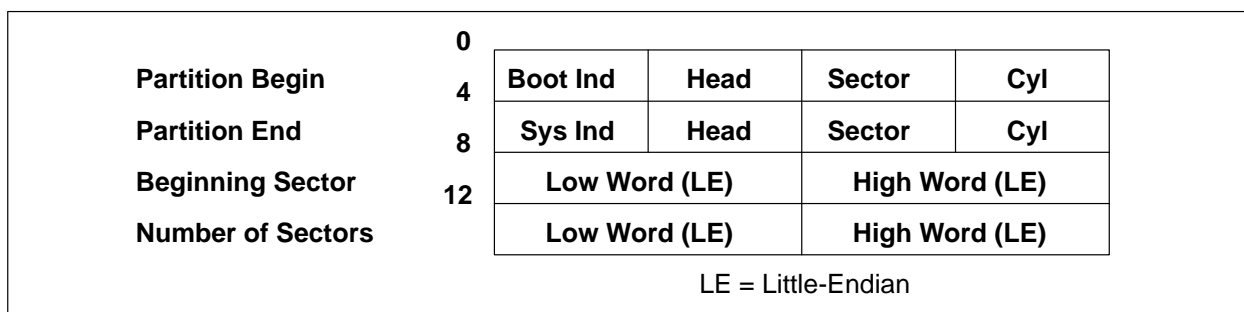 0
Partition Begin Boot Ind Head Sector Cyl
4
Partition End Sys Ind Head Sector Cyl
8
Beginning Sector Low Word (LE) High Word (LE)
12
Number of Sectors Low Word (LE) High Word (LE)
LE = Little-Endian